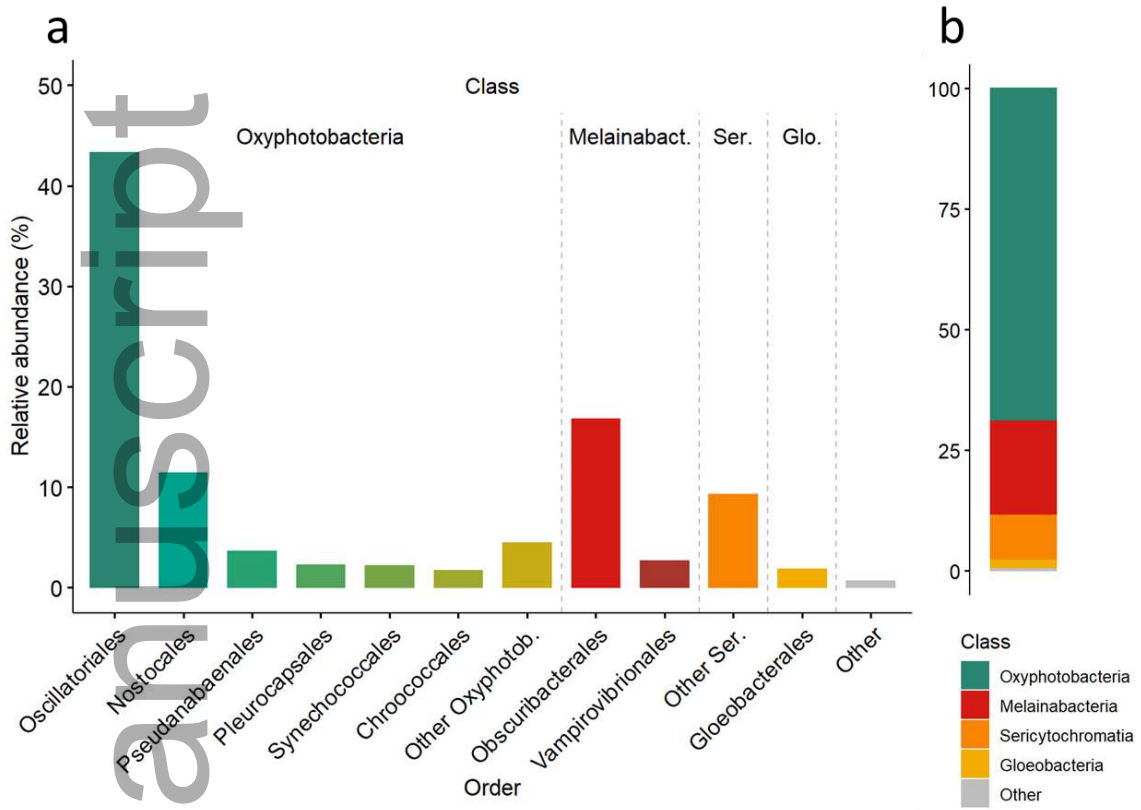 a
b
Class
Oxyphotobacteria
Melainabact.
Ser.
Glo.
Relative abundance (%)
50
40
30
20
10
0
Oscillatoriales
Nostocales
Pseudanabaenales
Pleurocapsales
Synechococcales
Chroococcales
Other Oxyphotob.
Obscuribacterales
Vampirovibrionales
Other Ser.
Gloeobacterales
Other
Order
100
75
50
25
0
Class
Oxyphotobacteria
Melainabacteria
Sericytochromatia
Gloeobacteria
Other
anuscript